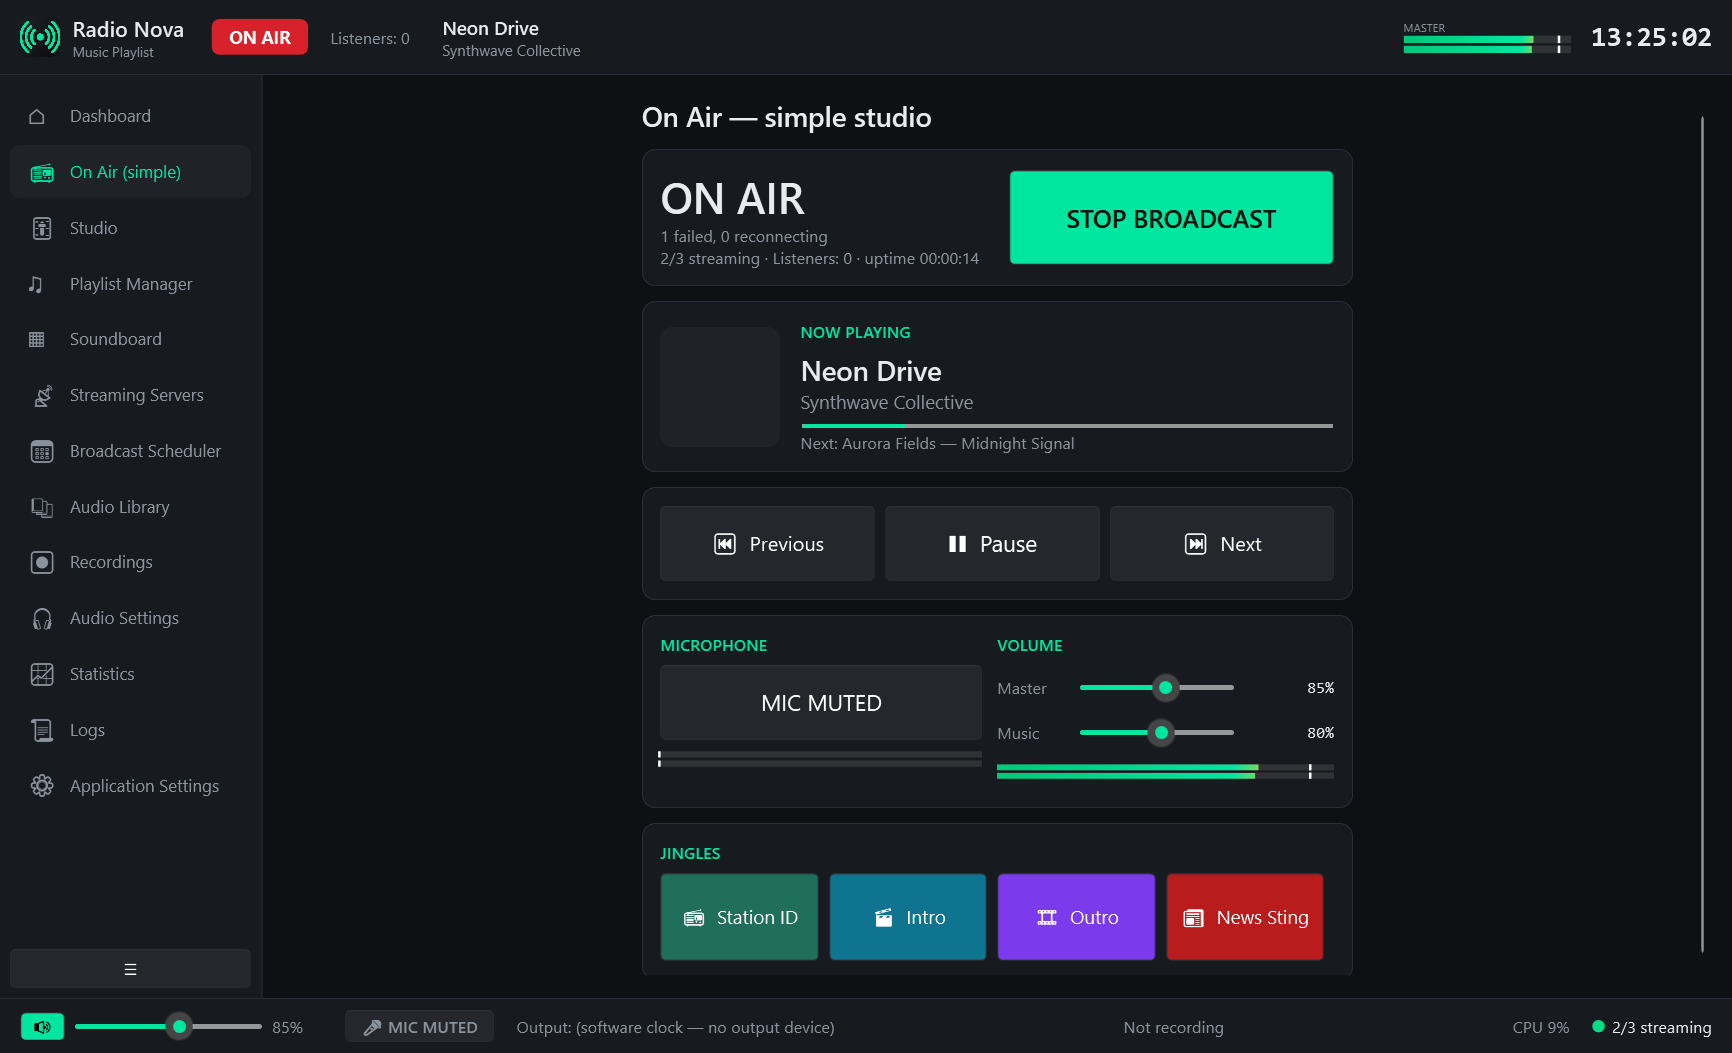 Radio Nova
Music Playlist
ON AIR
Listeners: 0
Neon Drive
Synthwave Collective
MASTER
13:25:02
Dashboard
On Air (simple)
Studio
Playlist Manager
Soundboard
Streaming Servers
Broadcast Scheduler
Audio Library
Recordings
Audio Settings
Statistics
Logs
Application Settings
On Air — simple studio
ON AIR
1 failed, 0 reconnecting
2/3 streaming · Listeners: 0 · uptime 00:00:14
STOP BROADCAST
NOW PLAYING
Neon Drive
Synthwave Collective
Next: Aurora Fields — Midnight Signal
Previous
Pause
Next
MICROPHONE
MIC MUTED
VOLUME
Master 85%
Music 80%
JINGLES
Station ID
Intro
Outro
News Sting
85%
MIC MUTED
Output: (software clock — no output device)
Not recording
CPU 9%
2/3 streaming